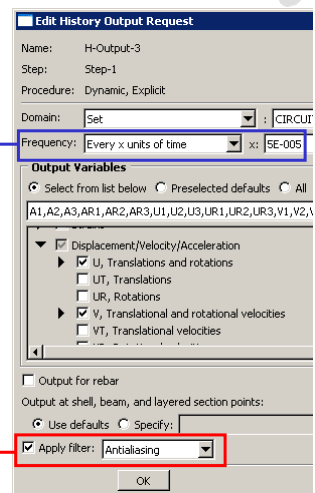 Edit History Output Request
Name: H-Output-3
Step: Step-1
Procedure: Dynamic, Explicit
Domain: Set : CIRCUIT
Frequency: Every x units of time x: 5E-005
Output Variables
Select from list below Preselected defaults All
A1,A2,A3,AR1,AR2,AR3,U1,U2,U3,UR1,UR2,UR3,V1,V2,V
Displacement/Velocity/Acceleration
U, Translations and rotations
UT, Translations
UR, Rotations
V, Translational and rotational velocities
VT, Translational velocities
Output for rebar
Output at shell, beam, and layered section points:
Use defaults Specify:
Apply filter: Antialiasing
OK